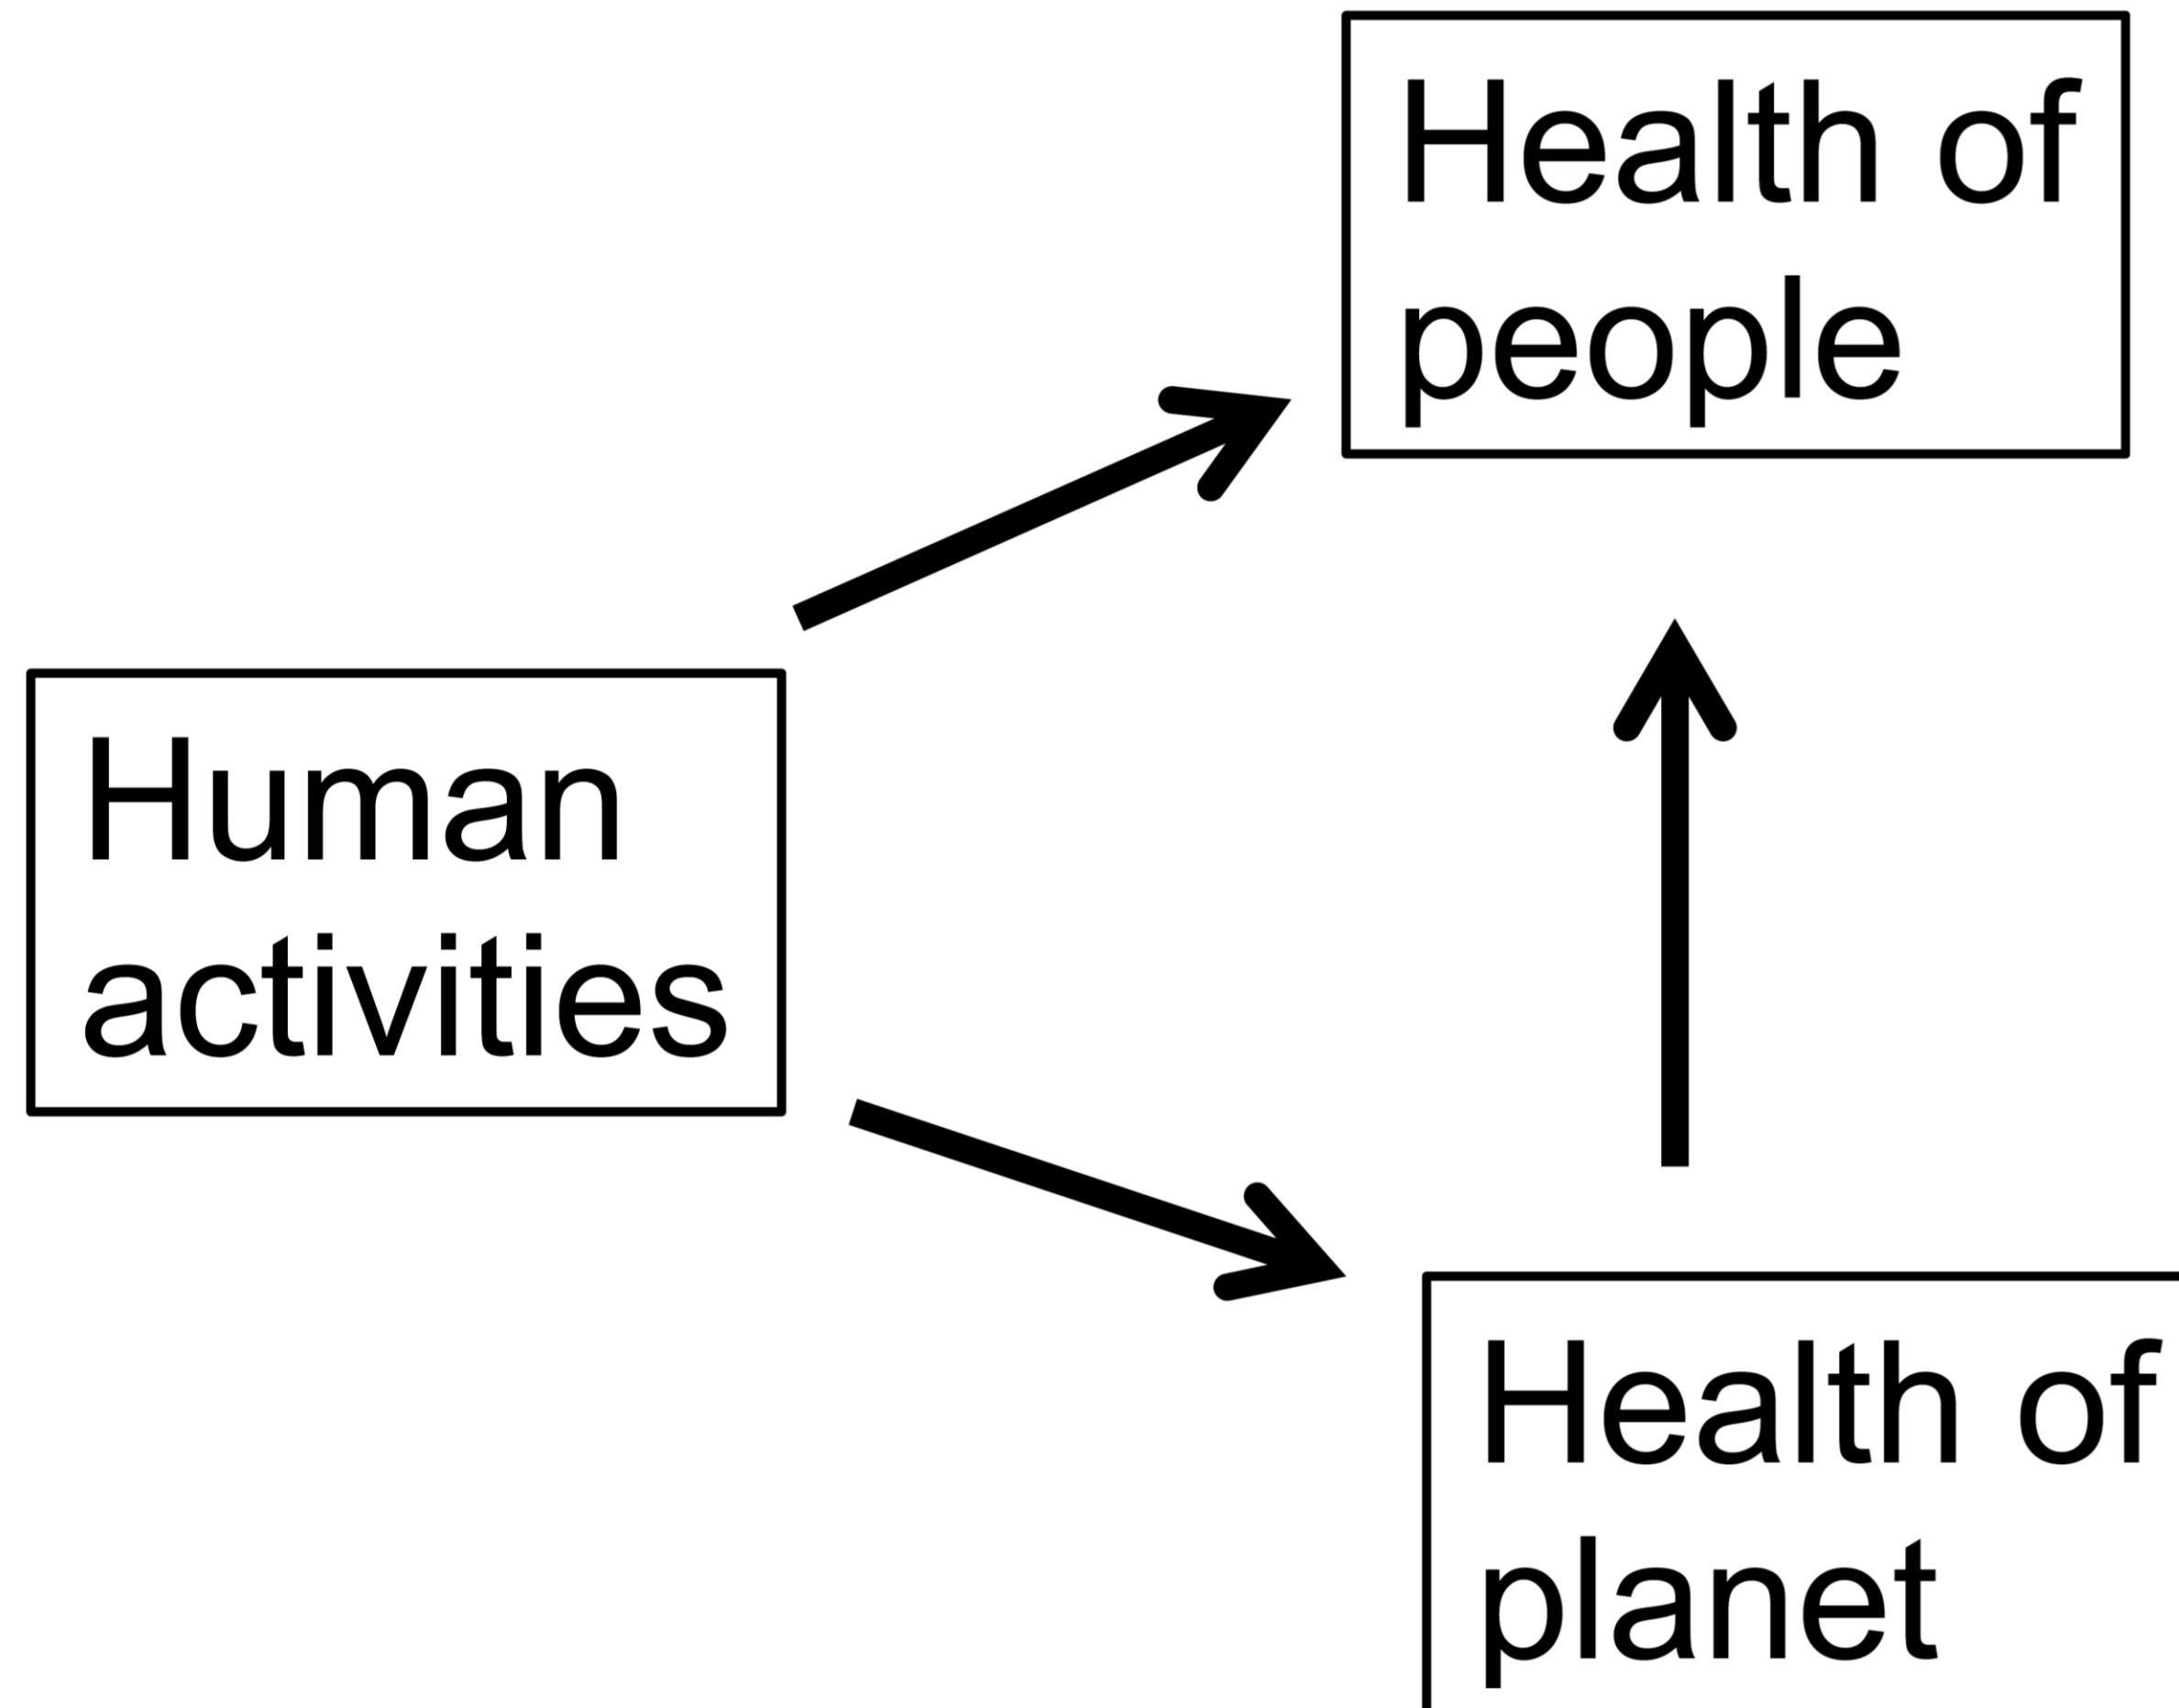 Health of
people
Human
activities
Health of
planet